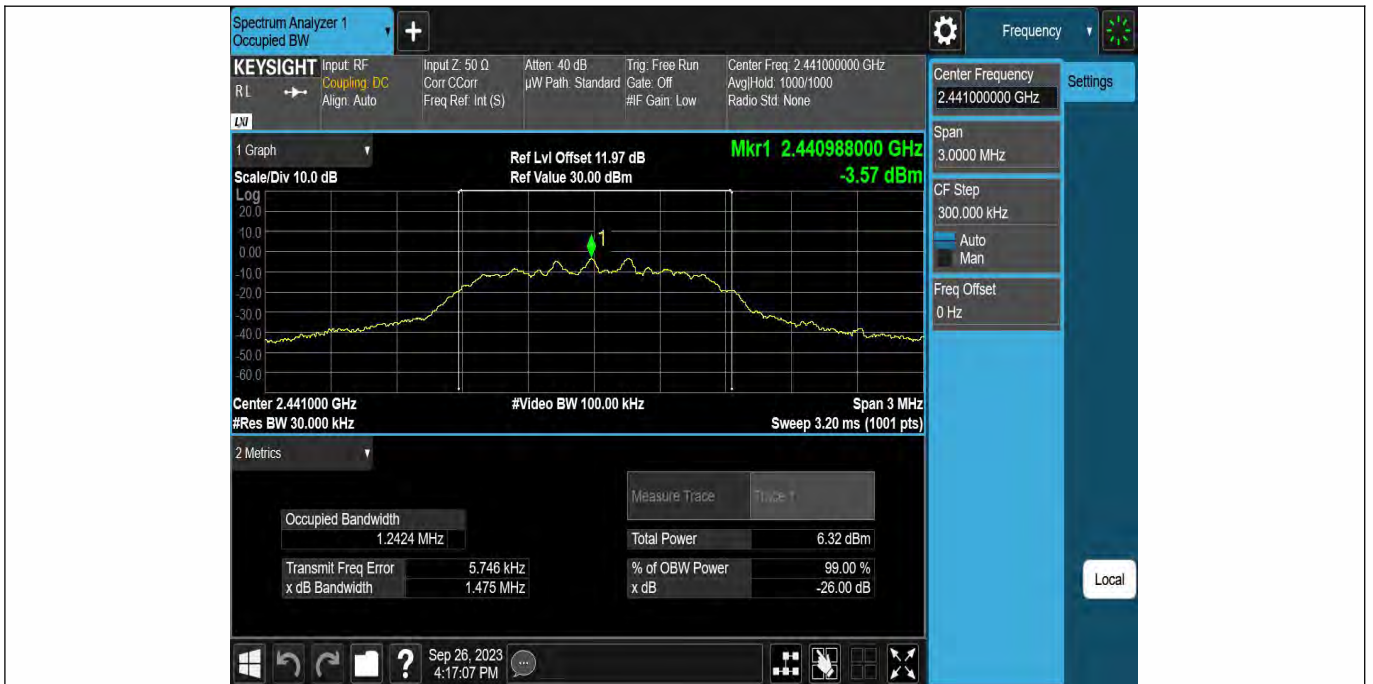 Spectrum Analyzer 1
Occupied BW
+
Frequency
KEYSIGHT
RL
LXI
Input: RF
Coupling: DC
Align: Auto
Input Z: 50 Ω
Corr CCorr
Freq Ref: Int (S)
Atten: 40 dB
µW Path: Standard
Trig: Free Run
Gate: Off
#IF Gain: Low
Center Freq: 2.441000000 GHz
Avg|Hold: 1000/1000
Radio Std: None
Center Frequency
2.441000000 GHz
Settings
Span
3.0000 MHz
CF Step
300.000 kHz
Auto
Man
Freq Offset
0 Hz
Local
1 Graph
Scale/Div 10.0 dB
Ref Lvl Offset 11.97 dB
Ref Value 30.00 dBm
Mkr1 2.440988000 GHz
-3.57 dBm
Log
20.0
10.0
0.00
-10.0
-20.0
-30.0
-40.0
-50.0
-60.0
1
Center 2.441000 GHz
#Video BW 100.00 kHz
Span 3 MHz
#Res BW 30.000 kHz
Sweep 3.20 ms (1001 pts)
2 Metrics
Measure Trace
Trace 1
Occupied Bandwidth
1.2424 MHz
Total Power
6.32 dBm
Transmit Freq Error
5.746 kHz
% of OBW Power
99.00 %
x dB Bandwidth
1.475 MHz
x dB
-26.00 dB
?
Sep 26, 2023
4:17:07 PM